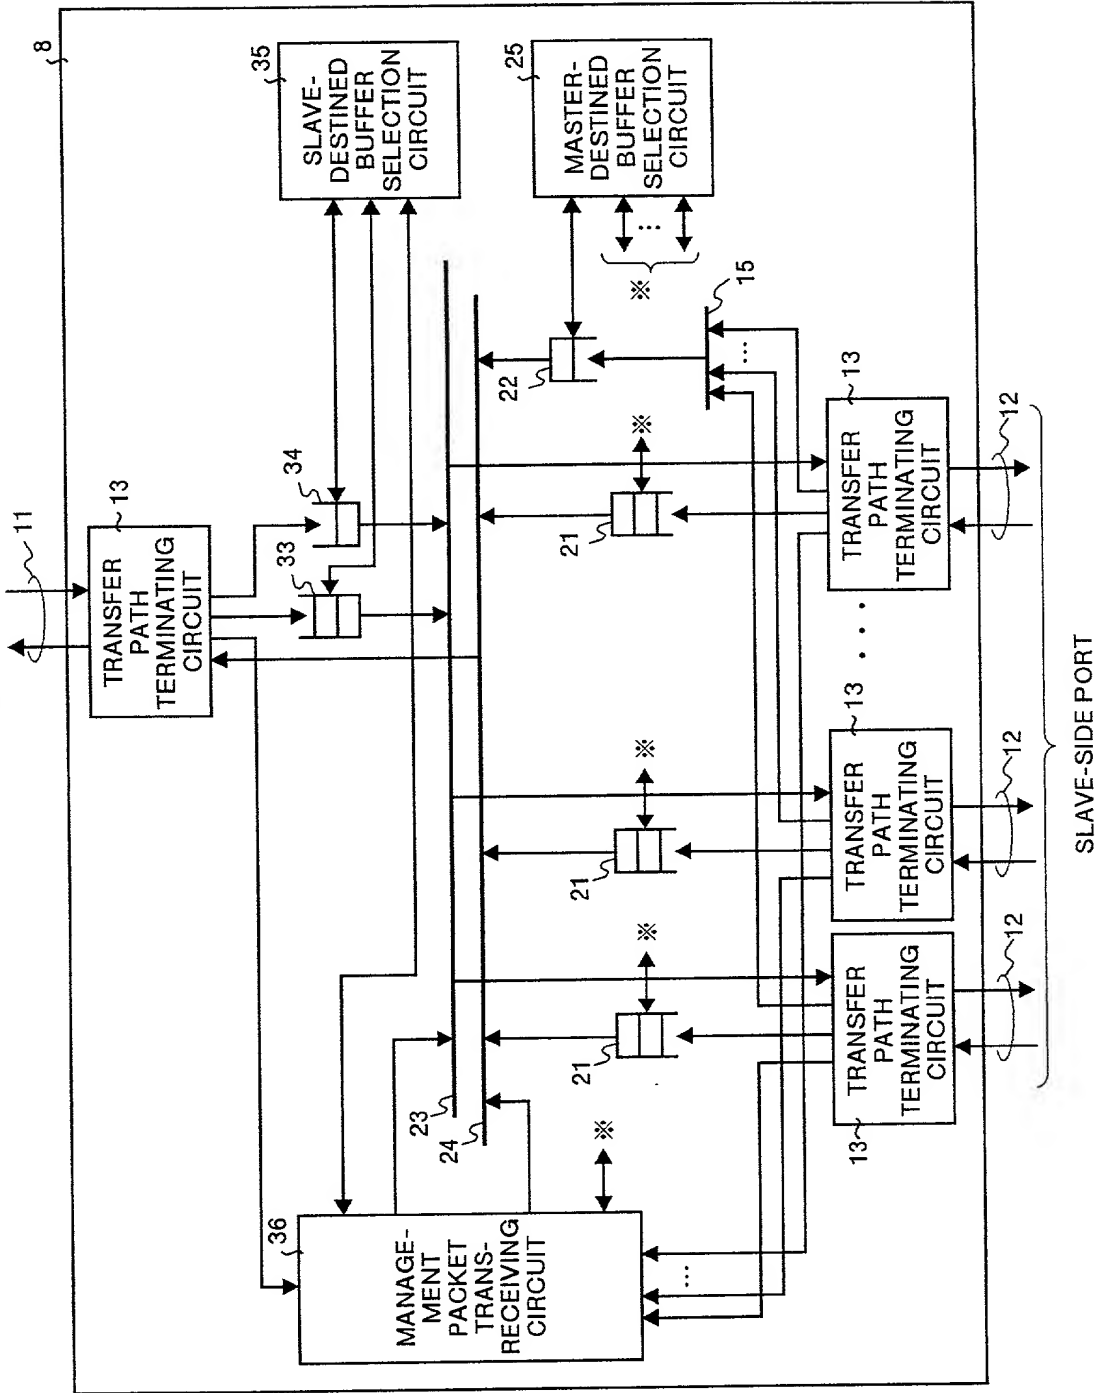 8
11
13
TRANSFER
PATH
TERMINATING
CIRCUIT
34
33
35
SLAVE-
DESTINED
BUFFER
SELECTION
CIRCUIT
25
MASTER-
DESTINED
BUFFER
SELECTION
CIRCUIT
...
※
36
MANAGE-
MENT
PACKET
TRANS-
RECEIVING
CIRCUIT
※
...
23
24
21
※
21
※
21
※
22
15
...
13
TRANSFER
PATH
TERMINATING
CIRCUIT
12
13
TRANSFER
PATH
TERMINATING
CIRCUIT
12
. . . .
13
TRANSFER
PATH
TERMINATING
CIRCUIT
12
SLAVE-SIDE PORT